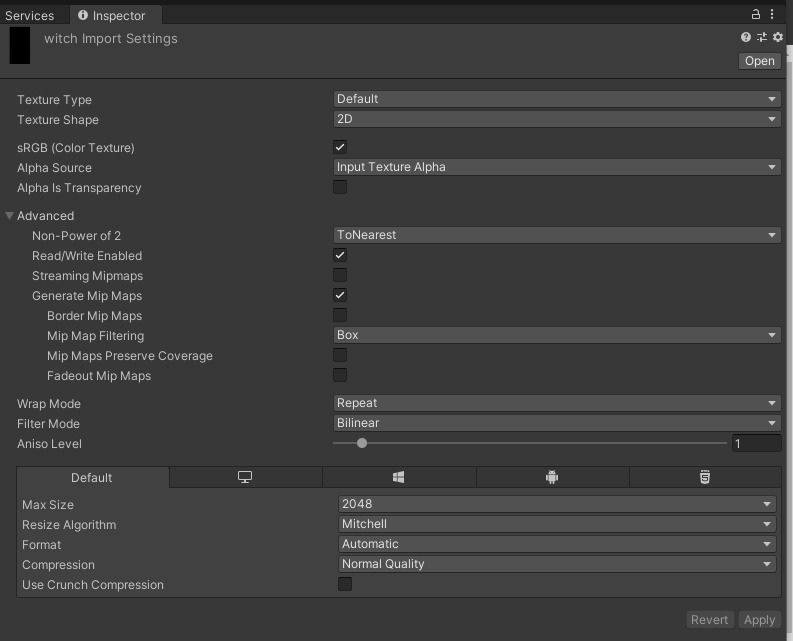 Services Inspector
witch Import Settings
Open
Texture Type Default
Texture Shape 2D
sRGB (Color Texture)
Alpha Source Input Texture Alpha
Alpha Is Transparency
Advanced
Non-Power of 2 ToNearest
Read/Write Enabled
Streaming Mipmaps
Generate Mip Maps
Border Mip Maps
Mip Map Filtering Box
Mip Maps Preserve Coverage
Fadeout Mip Maps
Wrap Mode Repeat
Filter Mode Bilinear
Aniso Level 1
Default
Max Size 2048
Resize Algorithm Mitchell
Format Automatic
Compression Normal Quality
Use Crunch Compression
Revert Apply